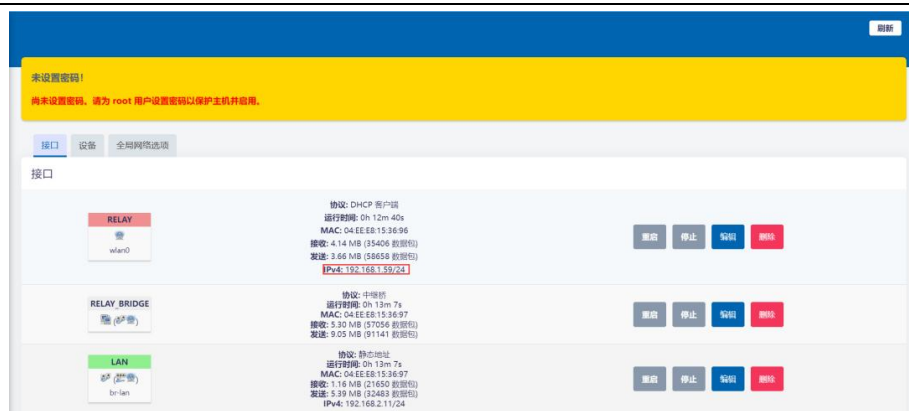 刷新
未设置密码!
尚未设置密码。请为 root 用户设置密码以保护主机并启用。
接口 设备 全局网络选项
接口
RELAY
wlan0
协议: DHCP 客户端
运行时间: 0h 12m 40s
MAC: 04:EE:E8:15:36:96
接收: 4.14 MB (35406 数据包)
发送: 3.66 MB (58658 数据包)
IPv4: 192.168.1.59/24
重启 停止 编辑 删除
RELAY_BRIDGE
协议: 中继桥
运行时间: 0h 13m 7s
MAC: 04:EE:E8:15:36:97
接收: 5.30 MB (57056 数据包)
发送: 9.05 MB (91141 数据包)
重启 停止 编辑 删除
LAN
br-lan
协议: 静态地址
运行时间: 0h 13m 7s
MAC: 04:EE:E8:15:36:97
接收: 1.16 MB (21650 数据包)
发送: 5.39 MB (32483 数据包)
IPv4: 192.168.2.11/24
重启 停止 编辑 删除